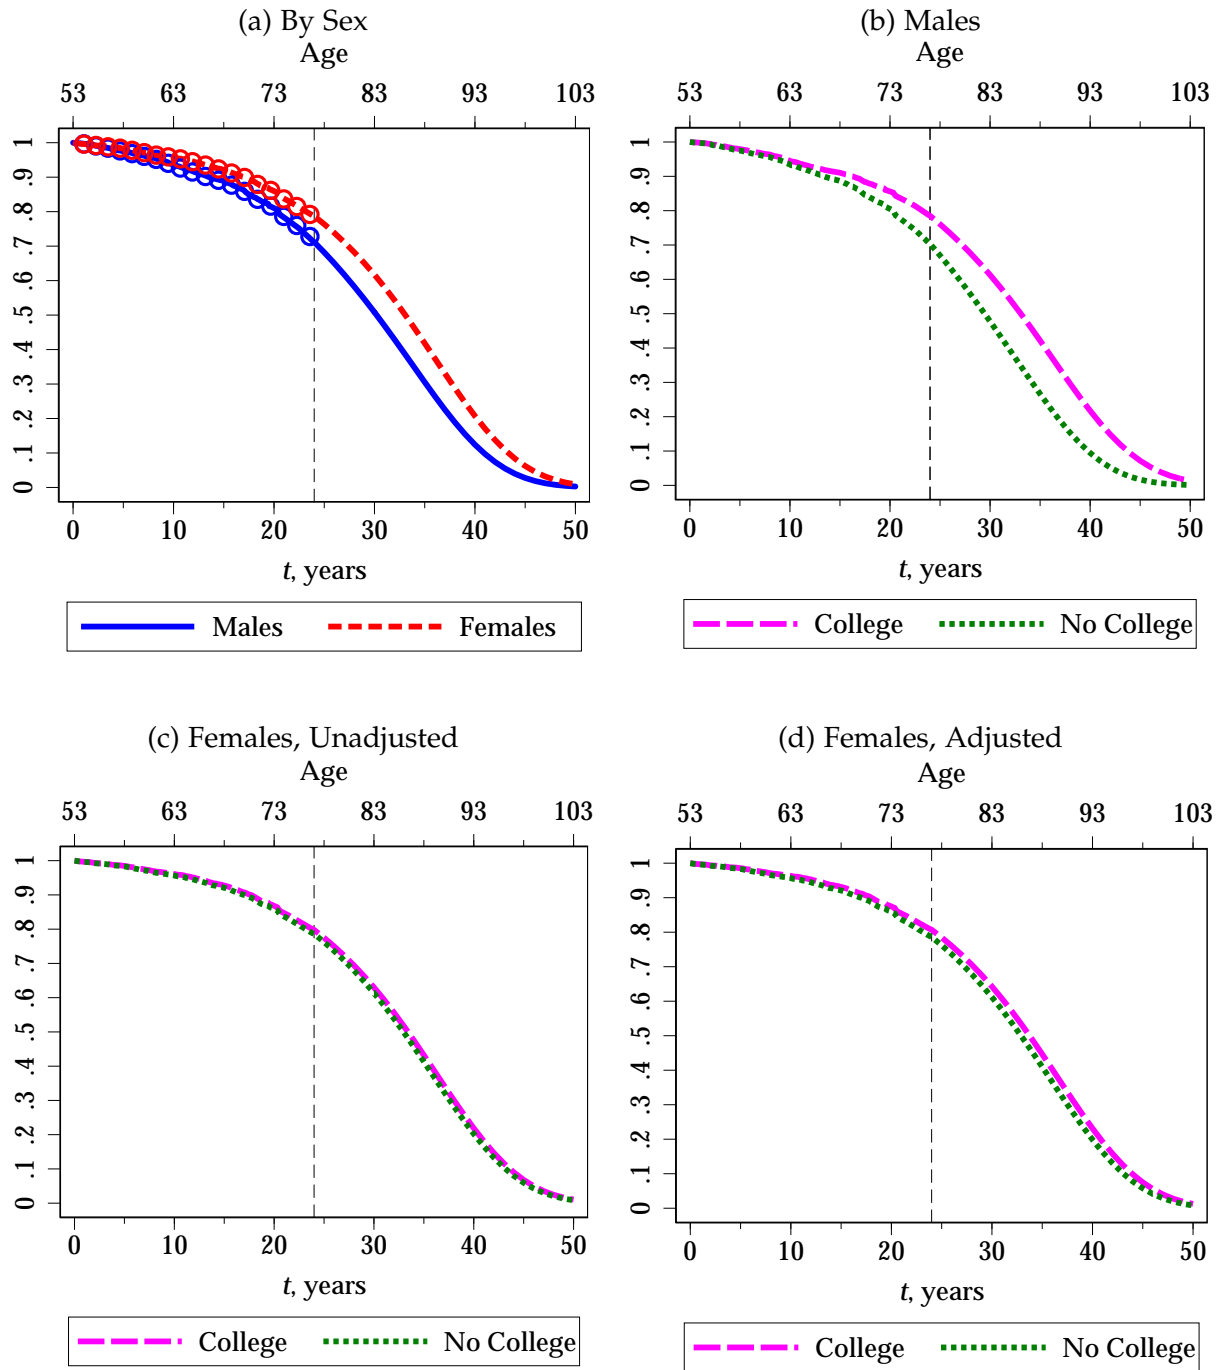 (a) By Sex
Age
53 63 73 83 93 103
1
.9
.8
.7
.6
.5
.4
.3
.2
.1
0
0 10 20 30 40 50
t, years
Males Females
(b) Males
Age
53 63 73 83 93 103
1
.9
.8
.7
.6
.5
.4
.3
.2
.1
0
0 10 20 30 40 50
t, years
College No College
(c) Females, Unadjusted
Age
53 63 73 83 93 103
1
.9
.8
.7
.6
.5
.4
.3
.2
.1
0
0 10 20 30 40 50
t, years
College No College
(d) Females, Adjusted
Age
53 63 73 83 93 103
1
.9
.8
.7
.6
.5
.4
.3
.2
.1
0
0 10 20 30 40 50
t, years
College No College